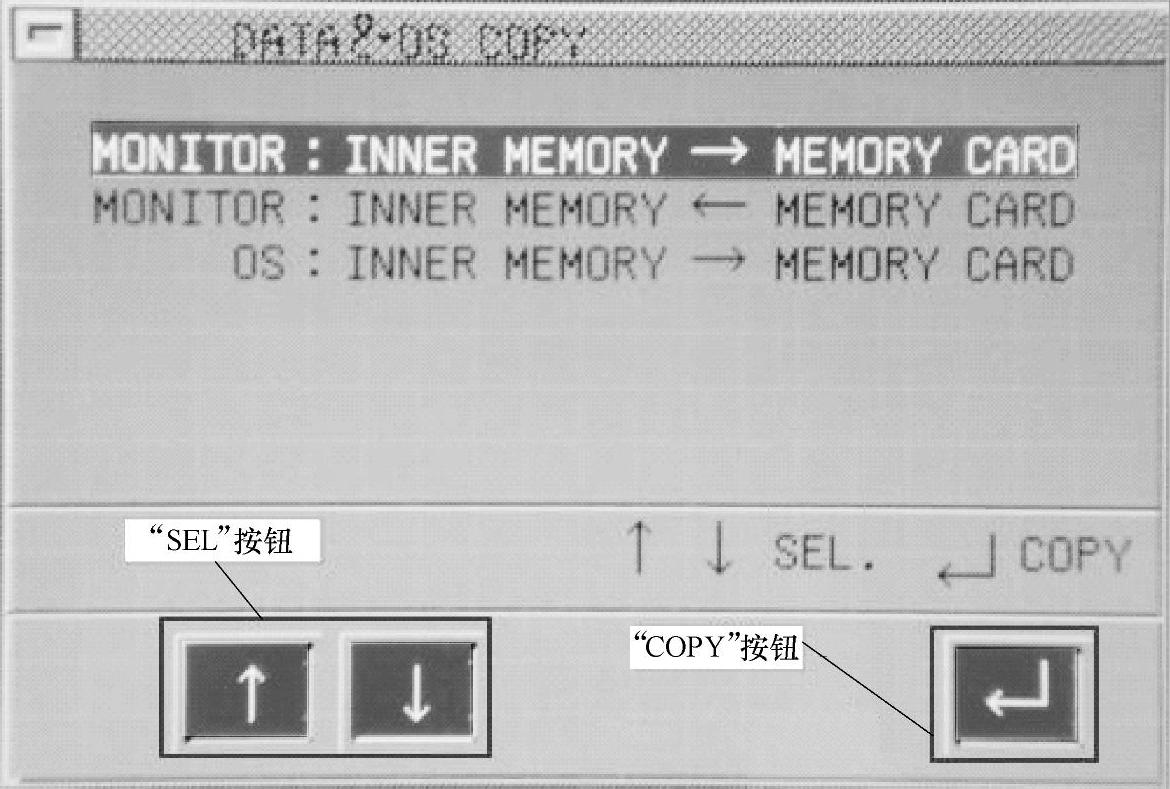 DATA&OS COPY
MONITOR : INNER MEMORY → MEMORY CARD
MONITOR : INNER MEMORY ← MEMORY CARD
OS : INNER MEMORY → MEMORY CARD
“SEL”按钮
↑ ↓ SEL. ↵ COPY
“COPY”按钮
↑ ↓ ↵